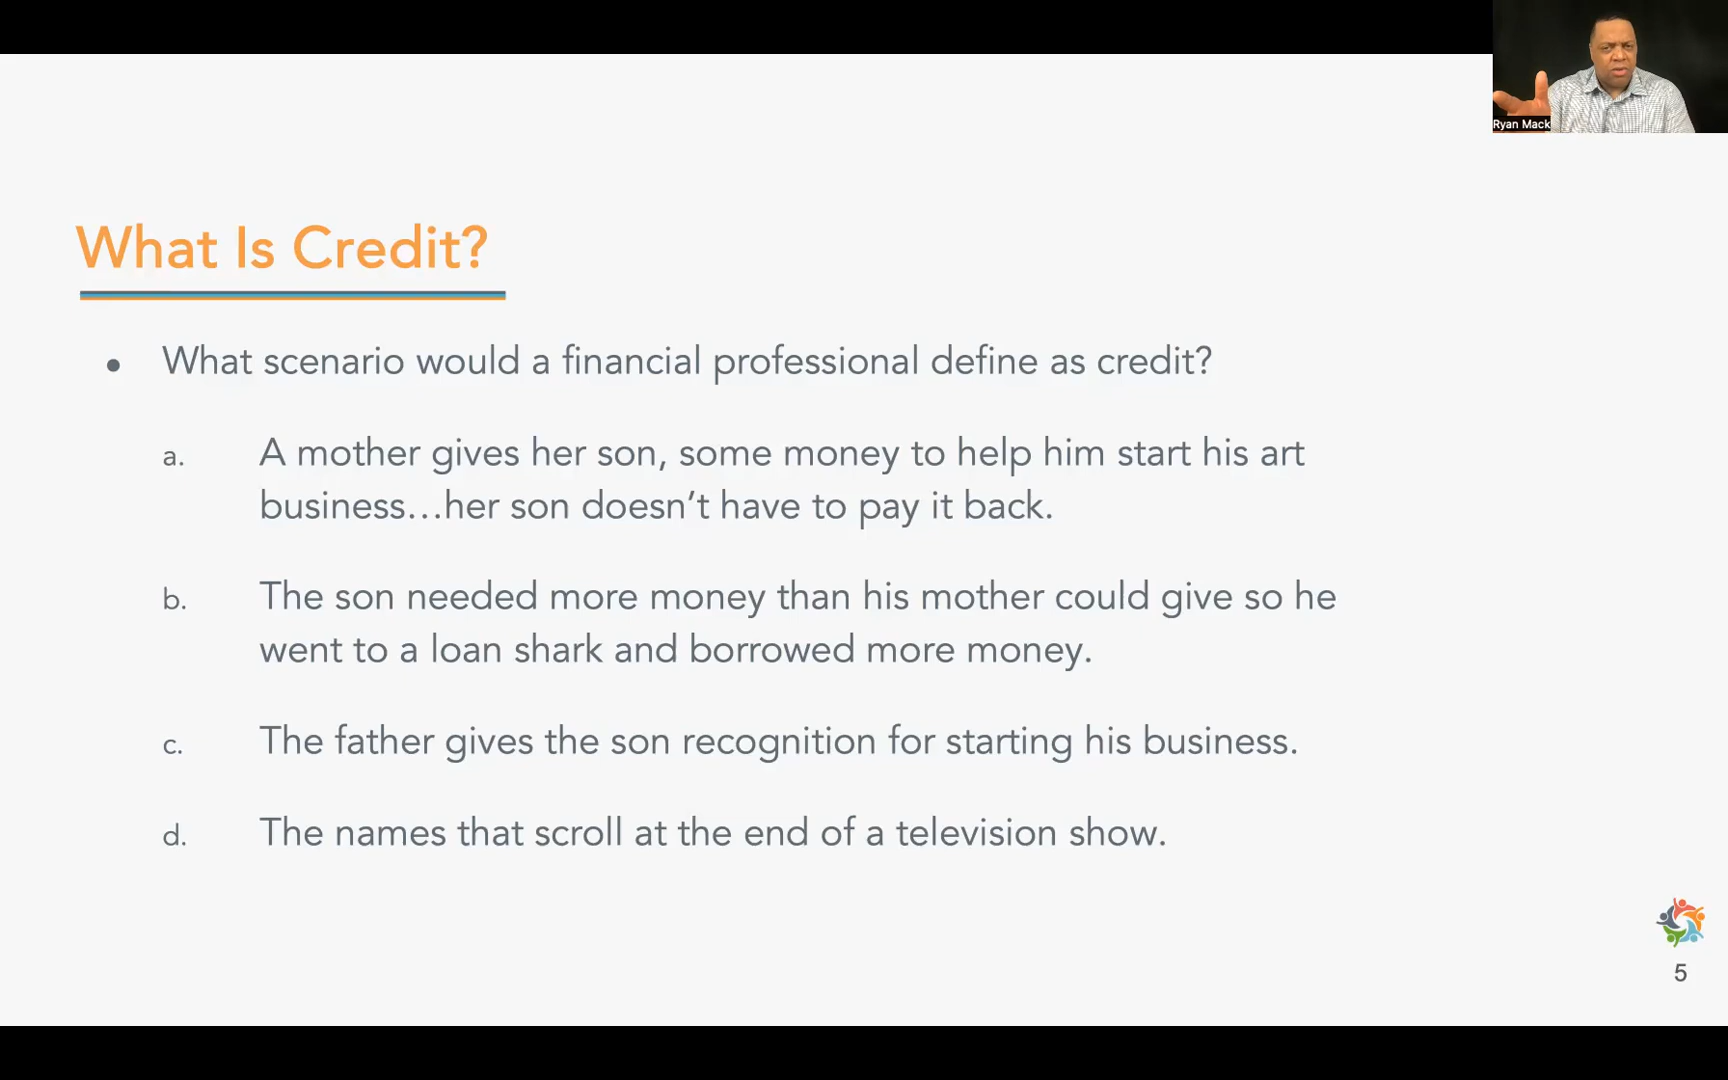 Ryan Mack
What Is Credit?
• What scenario would a financial professional define as credit?
a. A mother gives her son, some money to help him start his art
business…her son doesn’t have to pay it back.
b. The son needed more money than his mother could give so he
went to a loan shark and borrowed more money.
c. The father gives the son recognition for starting his business.
d. The names that scroll at the end of a television show.
5